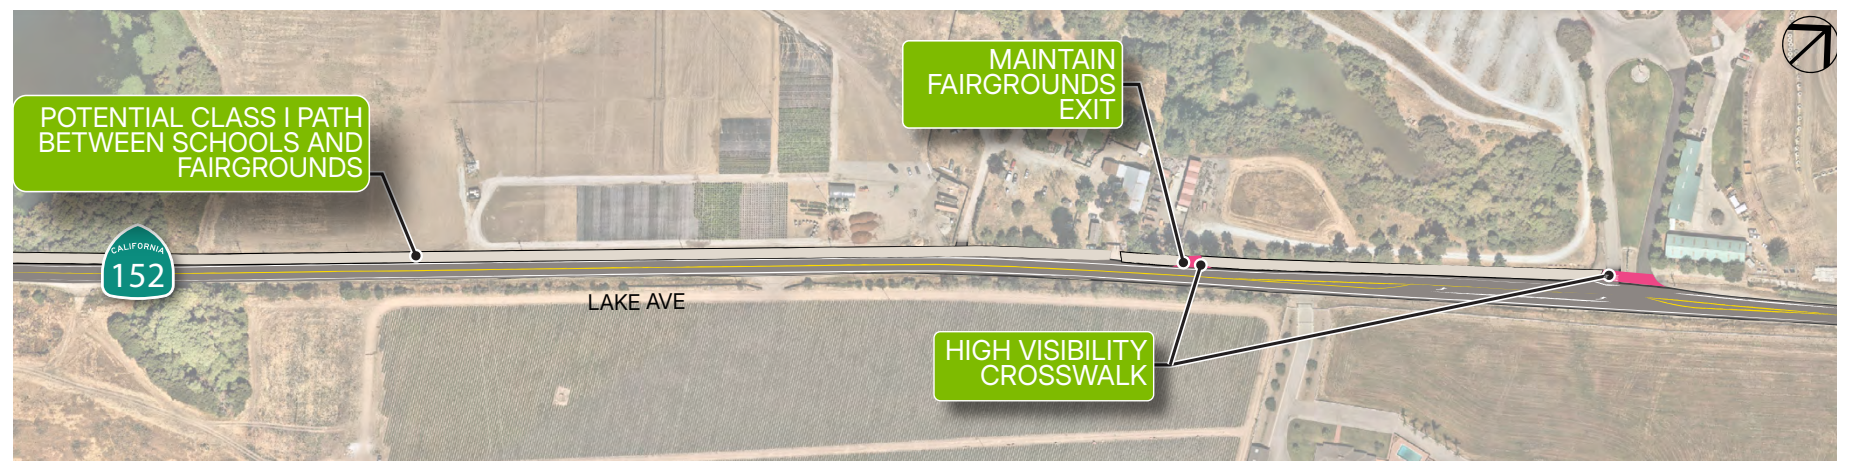 MAINTAIN
FAIRGROUNDS
EXIT
POTENTIAL CLASS I PATH
BETWEEN SCHOOLS AND
FAIRGROUNDS
CALIFORNIA
152
LAKE AVE
HIGH VISIBILITY
CROSSWALK